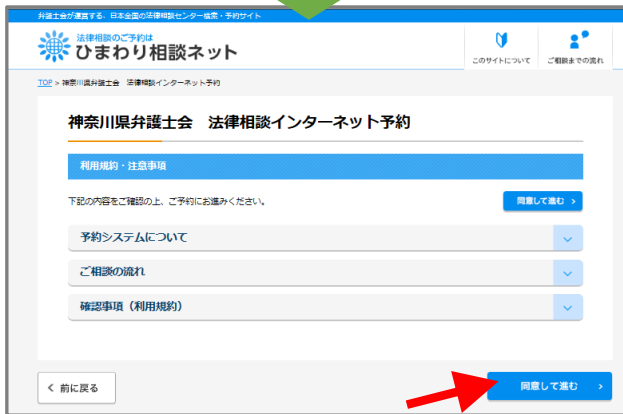 弁護士会が運営する、日本全国の法律相談センター検索・予約サイト
法律相談のご予約は
ひまわり相談ネット
このサイトについて
ご相談までの流れ
TOP > 神奈川県弁護士会 法律相談インターネット予約
神奈川県弁護士会 法律相談インターネット予約
利用規約・注意事項
下記の内容をご確認の上、ご予約にお進みください。
同意して進む >
予約システムについて
ご相談の流れ
確認事項（利用規約）
< 前に戻る
同意して進む >